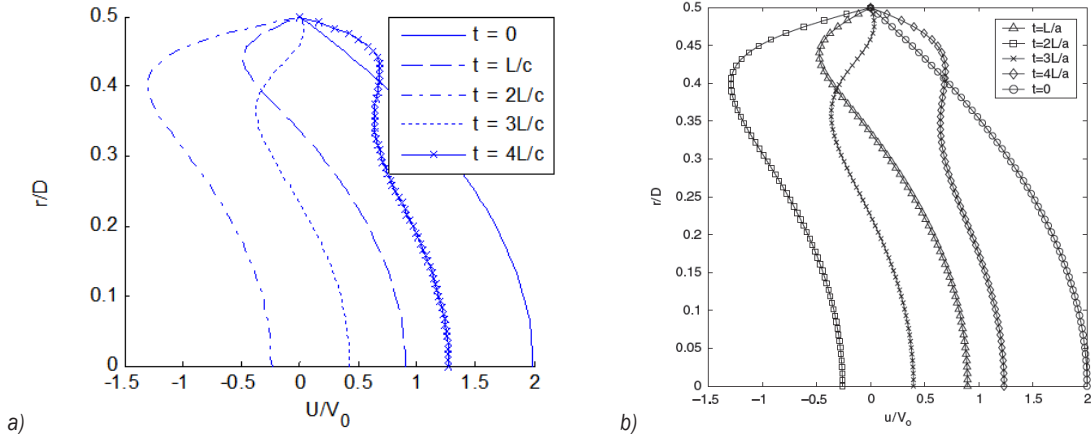 0.5
0.4
0.3
0.2
0.1
0
r/D
-1.5
-1
-0.5
0
0.5
1
1.5
2
U/V0
t = 0
t = L/c
t = 2L/c
t = 3L/c
t = 4L/c
a)
0.5
0.45
0.4
0.35
0.3
0.25
0.2
0.15
0.1
0.05
0
r/D
−1.5
−1
−0.5
0
0.5
1
1.5
2
u/Vo
t=L/a
t=2L/a
t=3L/a
t=4L/a
t=0
b)